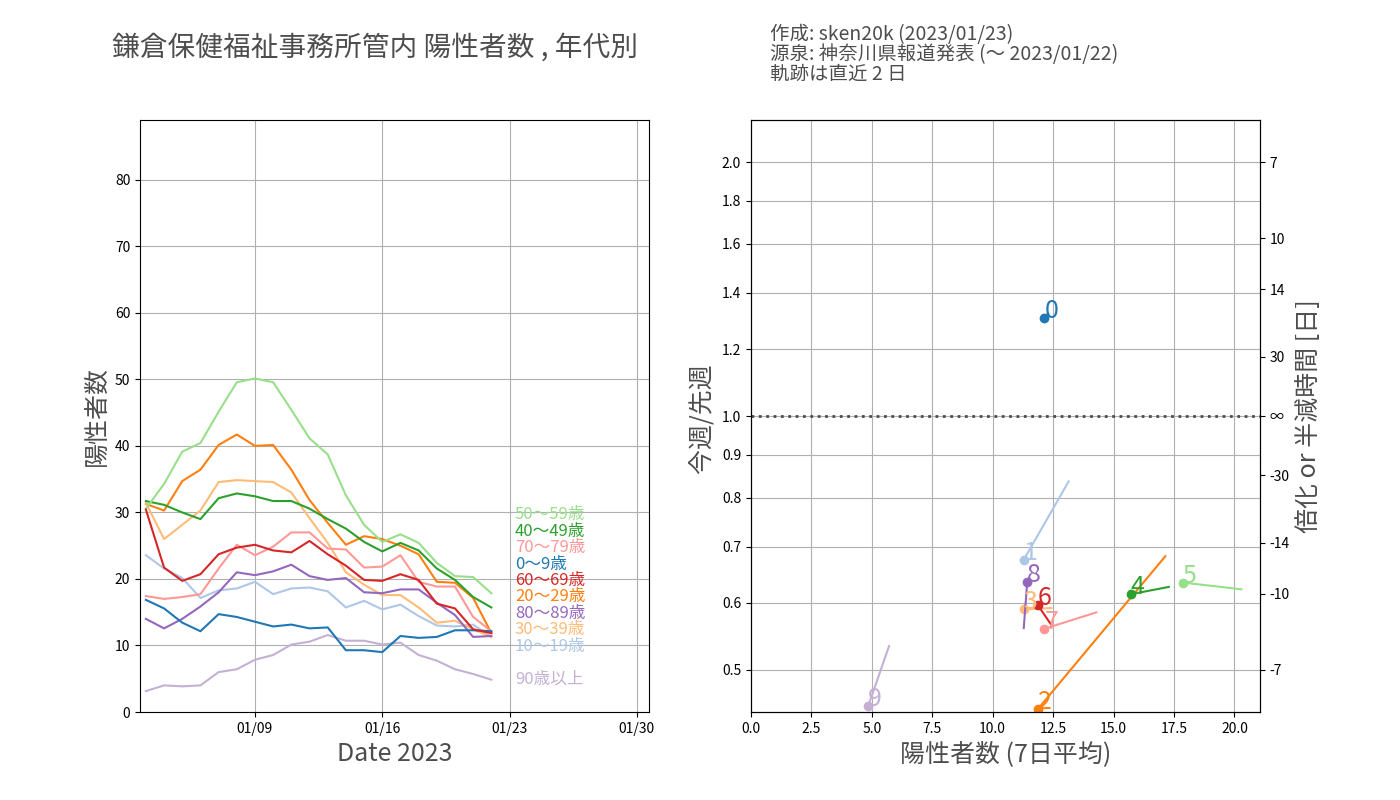 鎌倉保健福祉事務所管内 陽性者数 , 年代別
作成: sken20k (2023/01/23)
源泉: 神奈川県報道発表 (〜 2023/01/22)
軌跡は直近 2 日
陽性者数
80
70
60
50
40
30
20
10
0
50〜59歳
40〜49歳
70〜79歳
0〜9歳
60〜69歳
20〜29歳
80〜89歳
30〜39歳
10〜19歳
90歳以上
01/09
01/16
01/23
01/30
Date 2023
今週/先週
2.0
1.8
1.6
1.4
1.2
1.0
0.9
0.8
0.7
0.6
0.5
0
1
8
5
4
3
6
7
2
9
0.0
2.5
5.0
7.5
10.0
12.5
15.0
17.5
20.0
陽性者数 (7日平均)
7
10
14
30
∞
-30
-14
-10
-7
倍化 or 半減時間 [日]